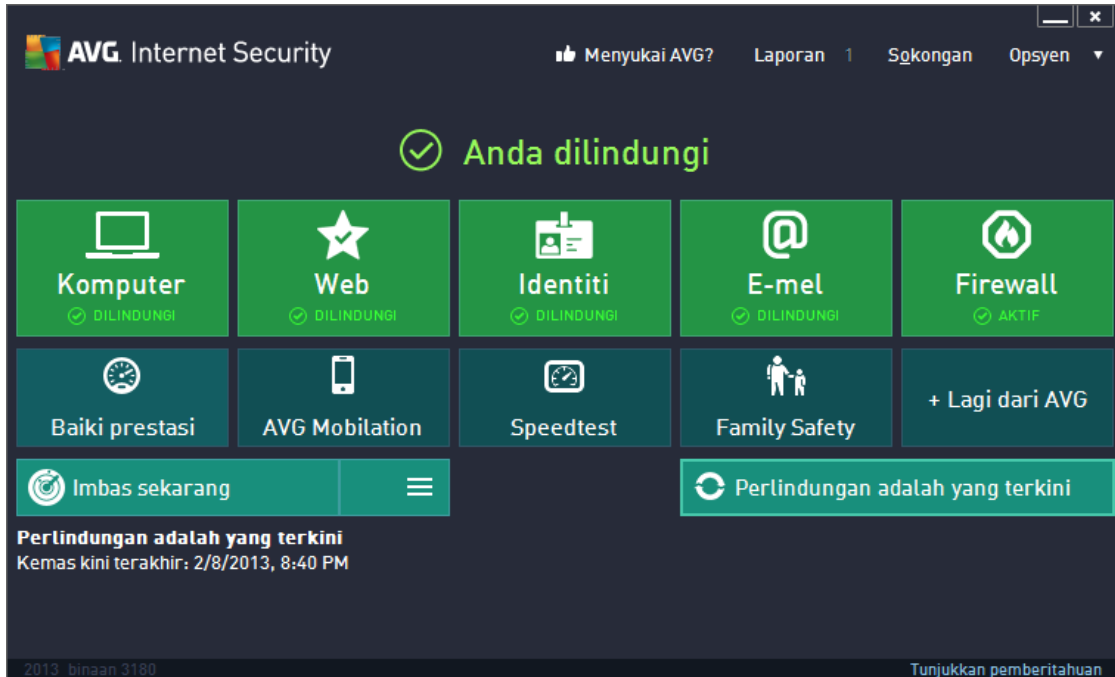 AVG. Internet Security
Menyukai AVG? Laporan 1 Sokongan Opsyen
Anda dilindungi
Komputer
DILINDUNGI
Web
DILINDUNGI
Identiti
DILINDUNGI
E-mel
DILINDUNGI
Firewall
AKTIF
Baiki prestasi
AVG Mobilation
Speedtest
Family Safety
+ Lagi dari AVG
Imbas sekarang
Perlindungan adalah yang terkini
Perlindungan adalah yang terkini
Kemas kini terakhir: 2/8/2013, 8:40 PM
2013 binaan 3180
Tunjukkan pemberitahuan